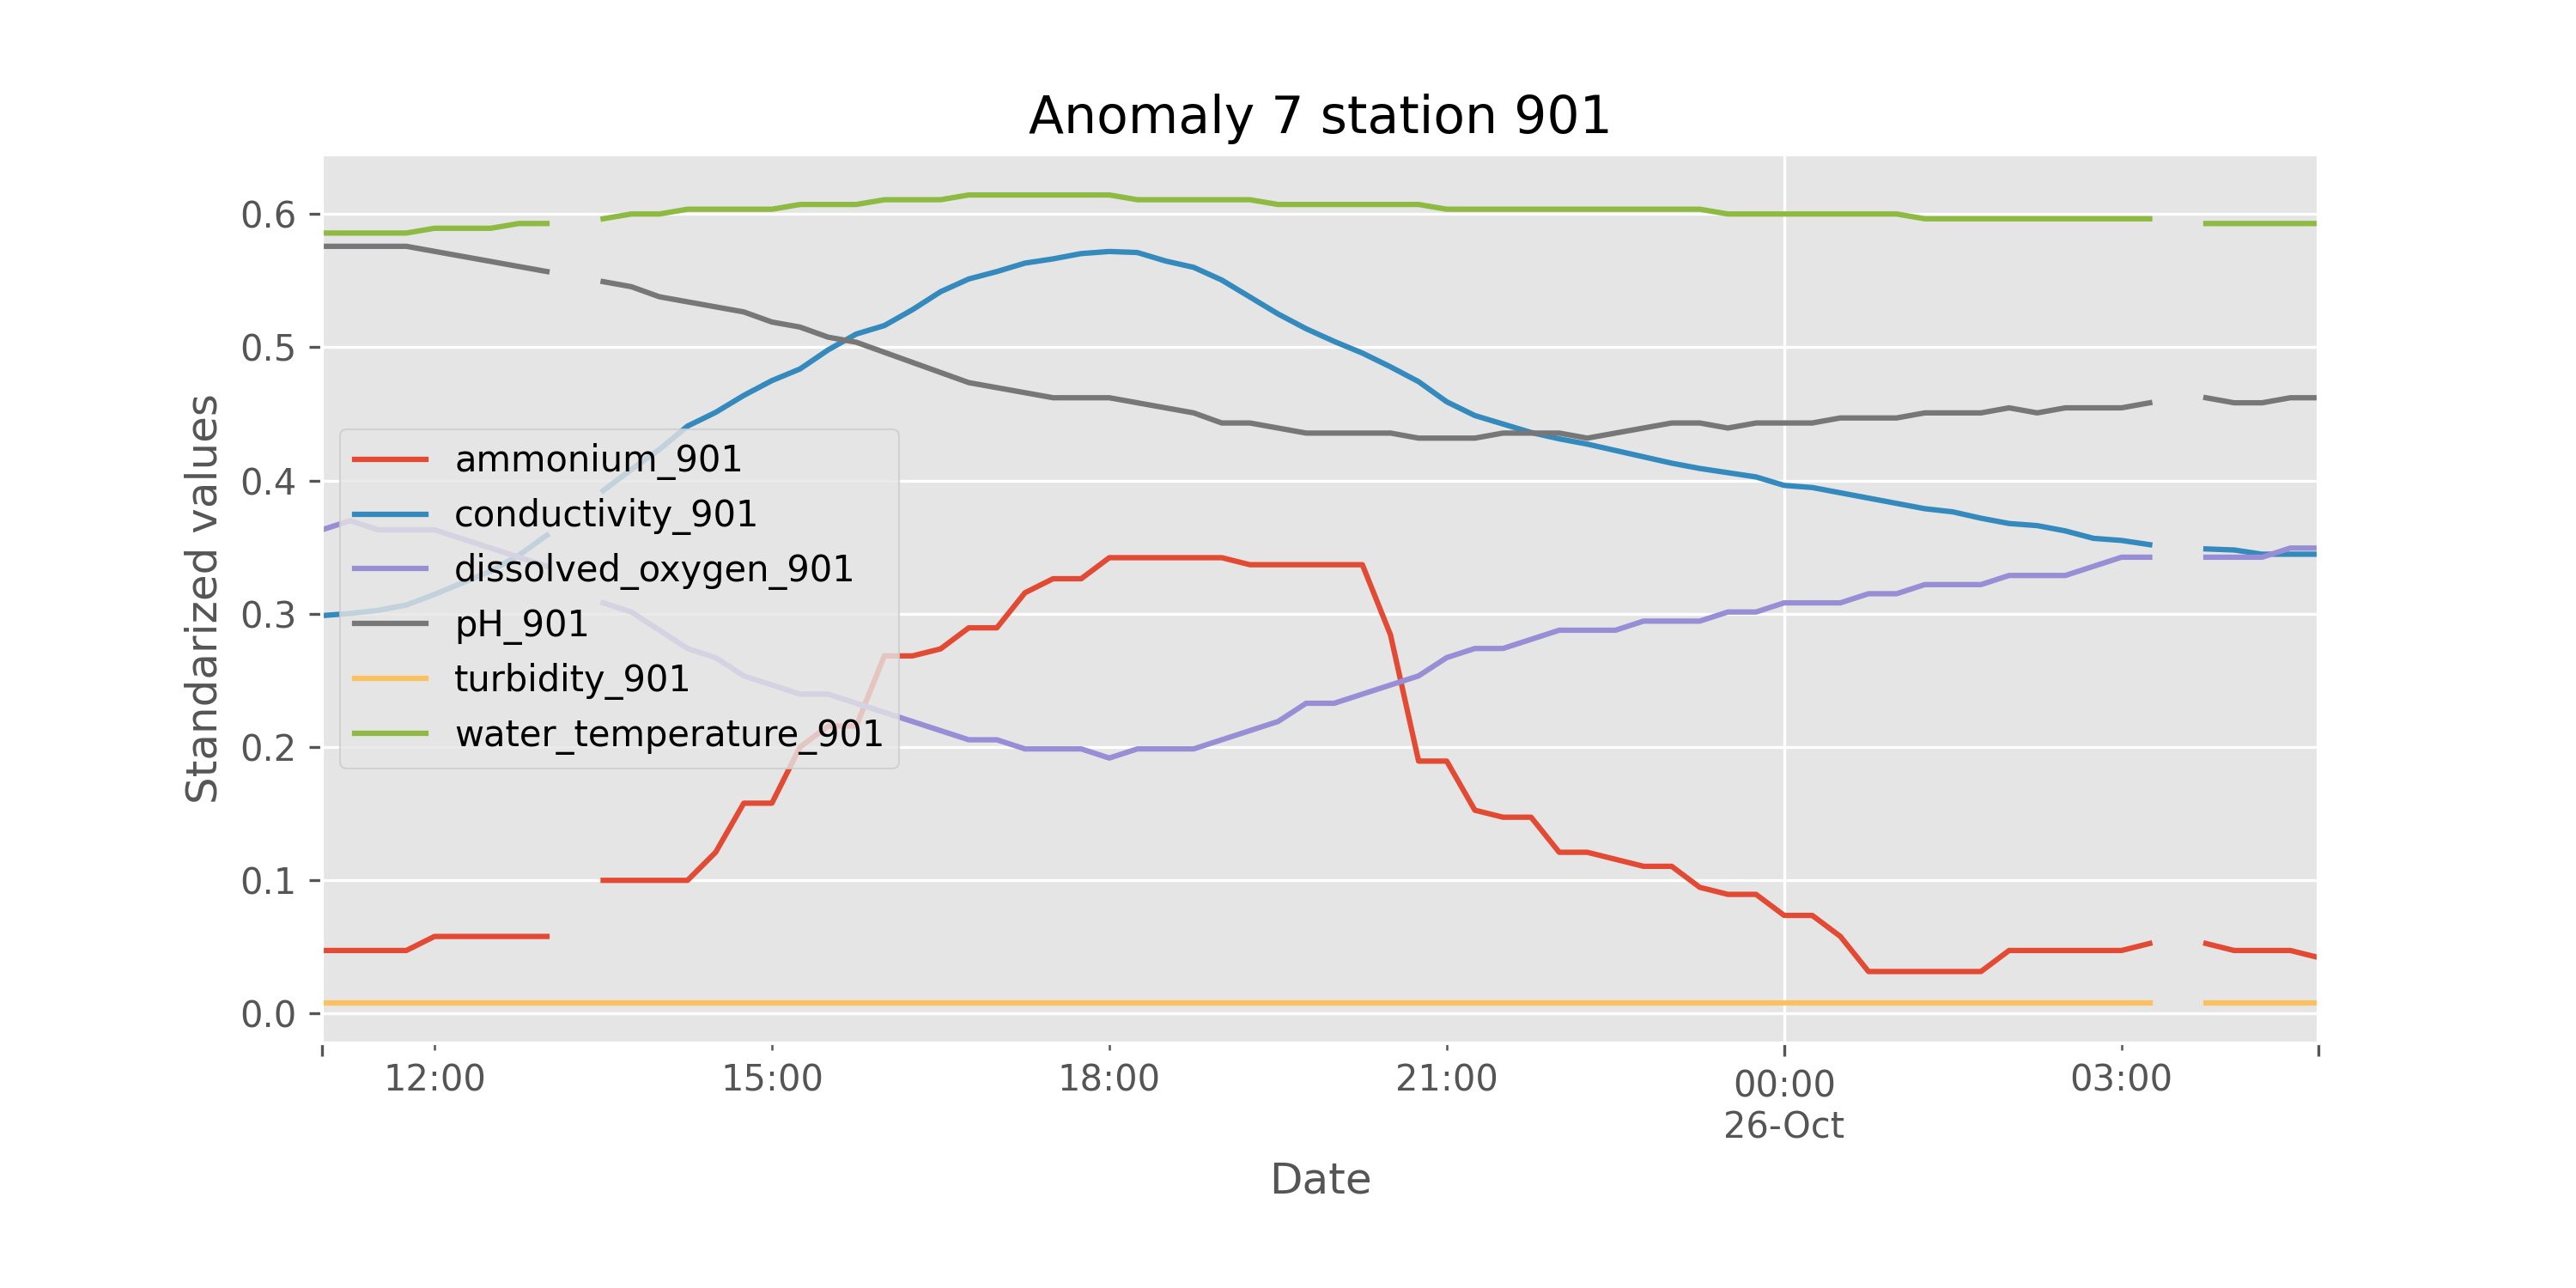 Anomaly 7 station 901
Standarized values
0.6
0.5
0.4
0.3
0.2
0.1
0.0
ammonium_901
conductivity_901
dissolved_oxygen_901
pH_901
turbidity_901
water_temperature_901
12:00 15:00 18:00 21:00 00:00 03:00
26-Oct
Date